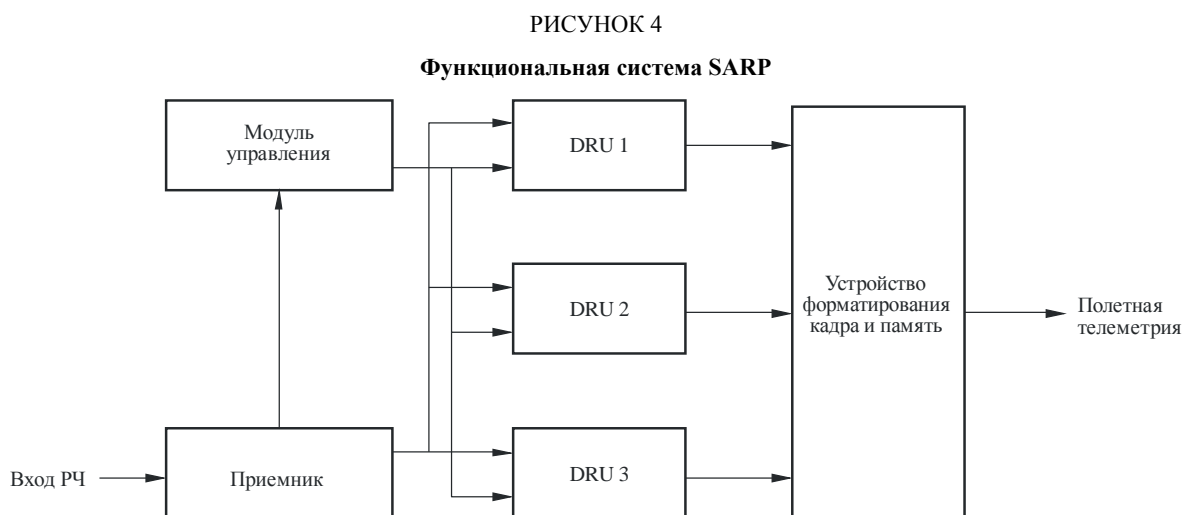 РИСУНОК 4
Функциональная система SARP
Модуль
управления
DRU 1
DRU 2
Устройство
форматирования
кадра и память
Полетная
телеметрия
Вход РЧ
Приемник
DRU 3